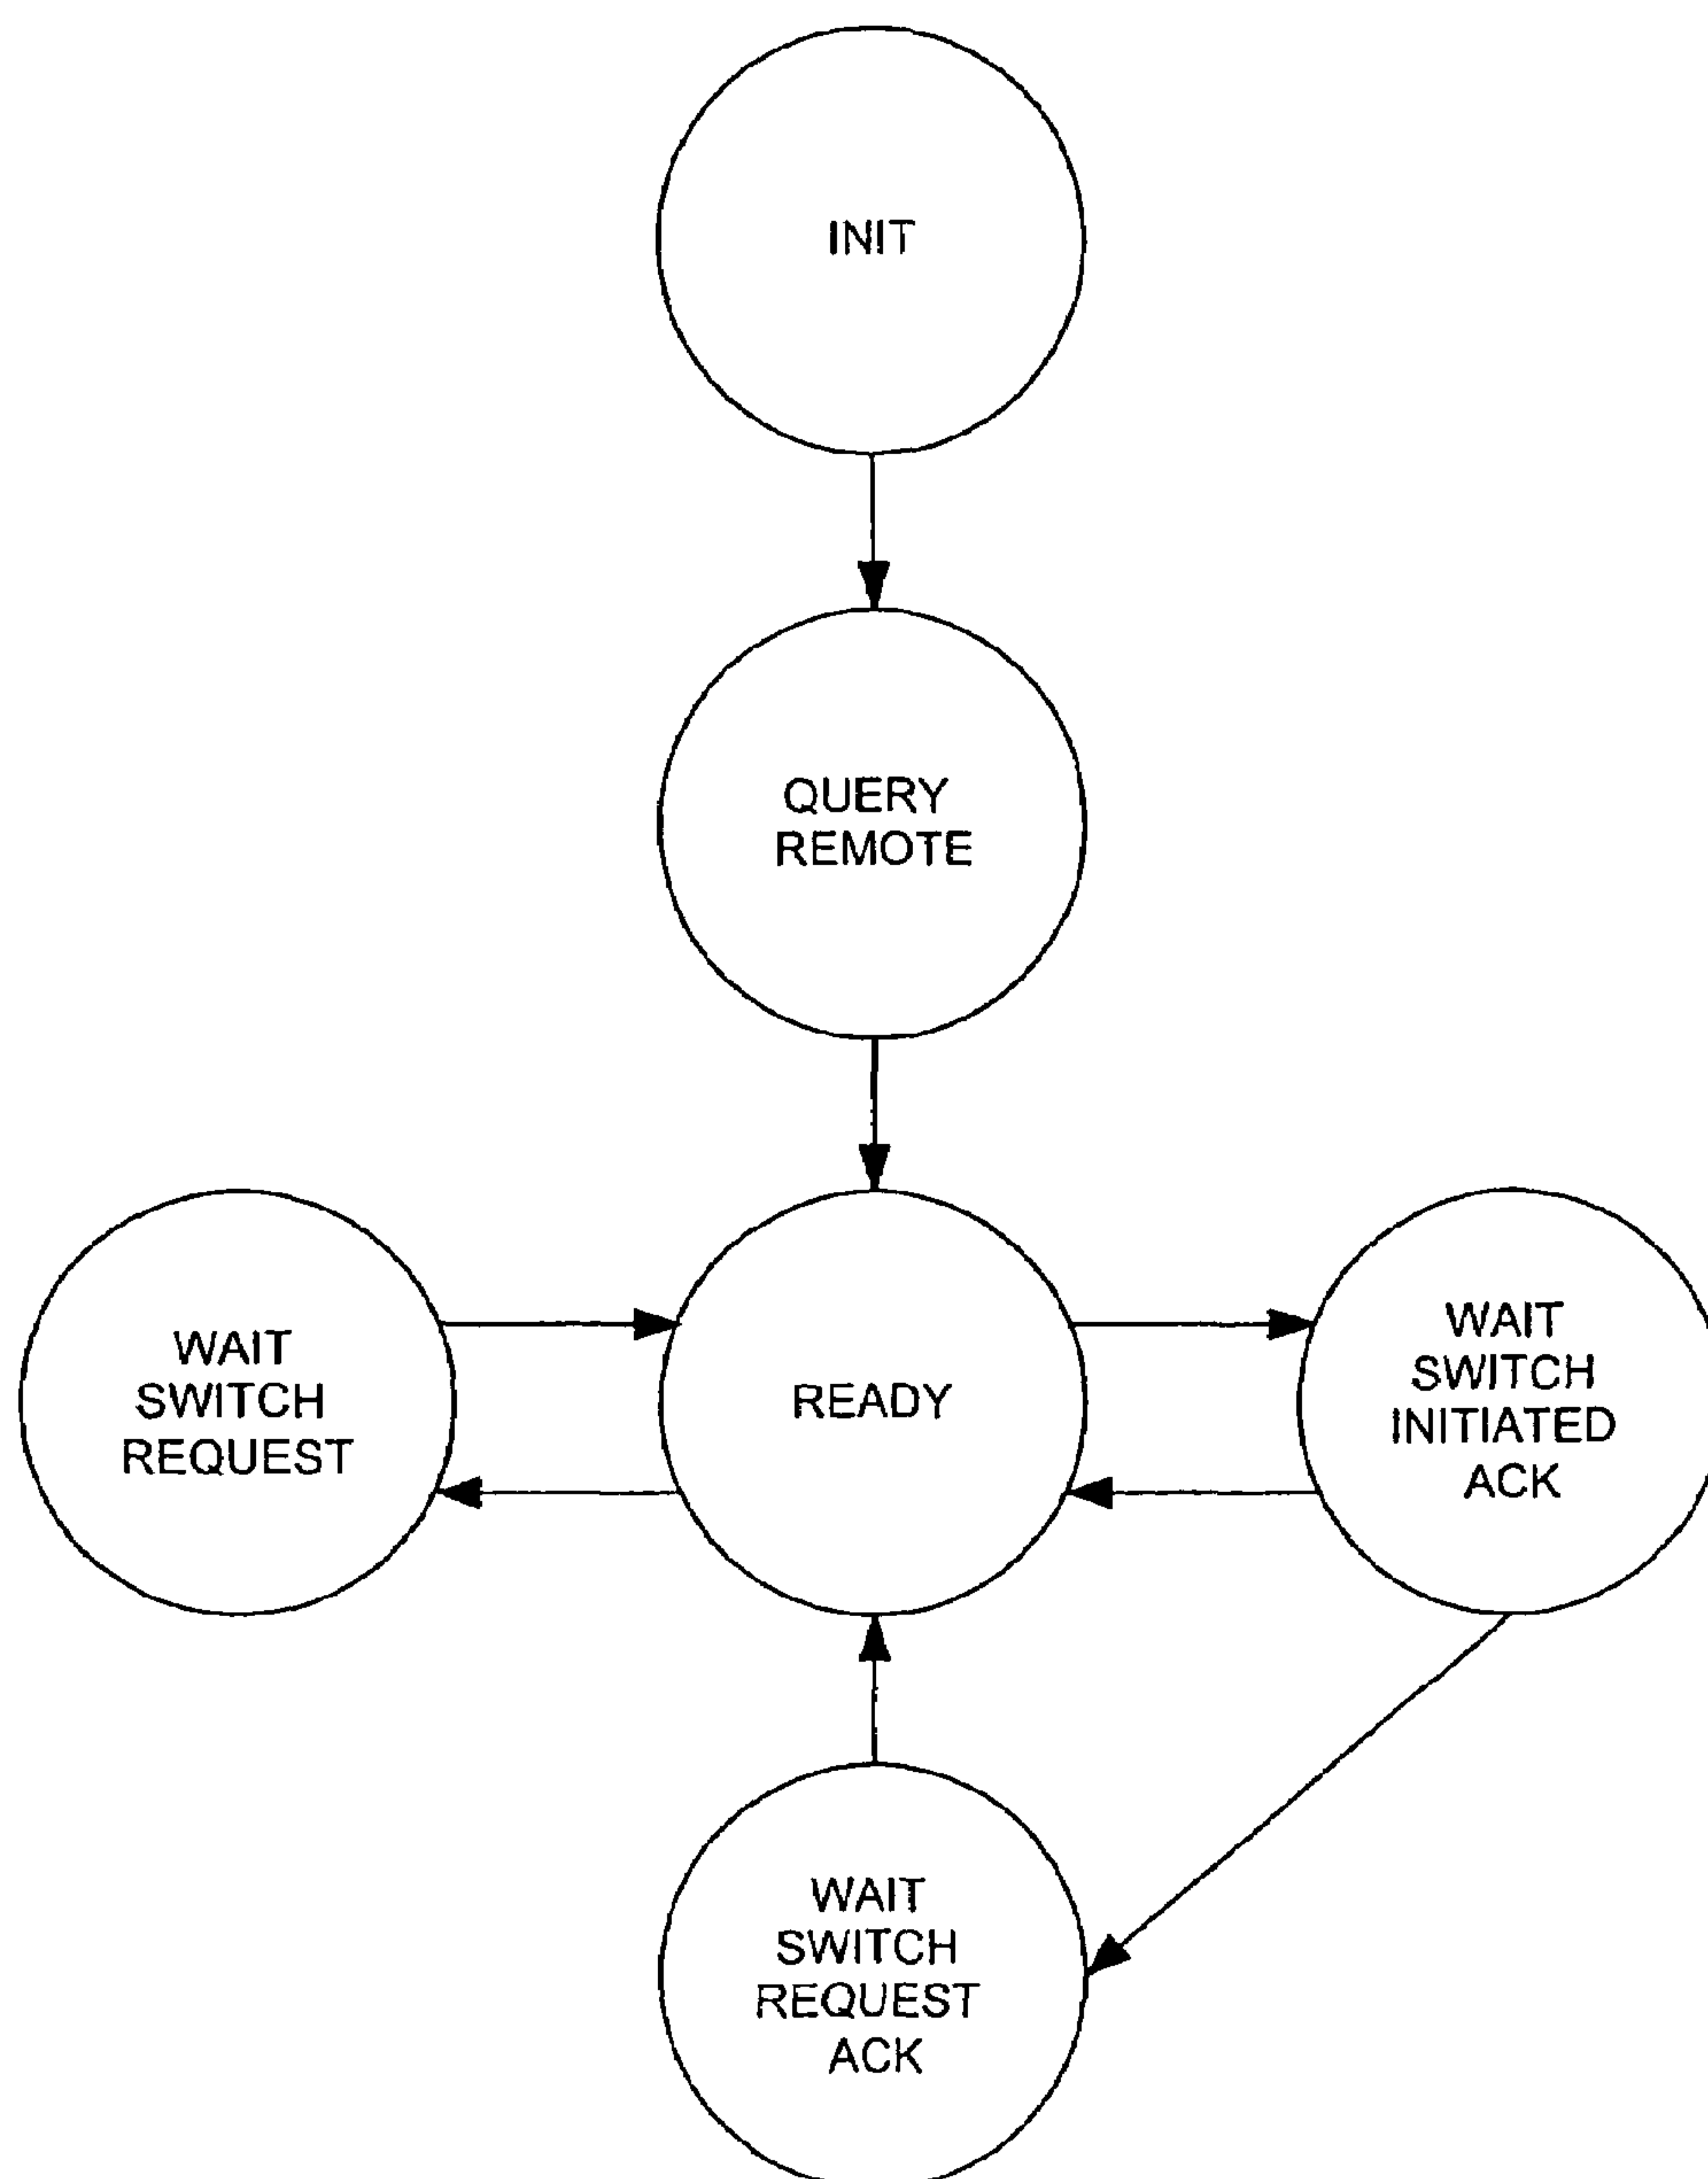 INIT
QUERY
REMOTE
WAIT
SWITCH
REQUEST
READY
WAIT
SWITCH
INITIATED
ACK
WAIT
SWITCH
REQUEST
ACK